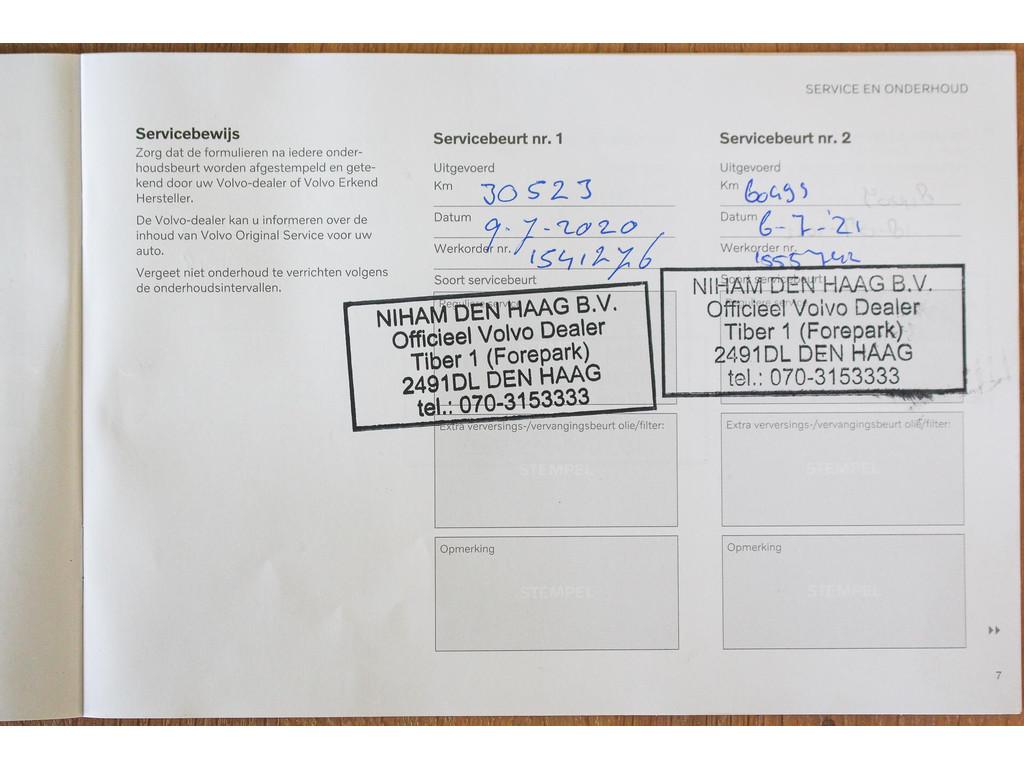 SERVICE EN ONDERHOUD
Servicebewijs
Zorg dat de formulieren na iedere onder-
houdsbeurt worden afgestempeld en gete-
kend door uw Volvo-dealer of Volvo Erkend
Hersteller.
De Volvo-dealer kan u informeren over de
inhoud van Volvo Original Service voor uw
auto.
Vergeet niet onderhoud te verrichten volgens
de onderhoudsintervallen.
Servicebeurt nr. 1
Uitgevoerd
Km 30523
Datum 9-7-2020
Werkorder nr. 1541276
Soort servicebeurt
Reguliere service
NIHAM DEN HAAG B.V.
Officieel Volvo Dealer
Tiber 1 (Forepark)
2491DL DEN HAAG
tel.: 070-3153333
Extra verversings-/vervangingsbeurt olie/filter:
STEMPEL
Opmerking
STEMPEL
Servicebeurt nr. 2
Uitgevoerd
Km
Datum 6-7-'21
Werkorder nr.
Soort servicebeurt
Reguliere service
NIHAM DEN HAAG B.V.
Officieel Volvo Dealer
Tiber 1 (Forepark)
2491DL DEN HAAG
tel.: 070-3153333
Extra verversings-/vervangingsbeurt olie/filter:
STEMPEL
Opmerking
STEMPEL
7